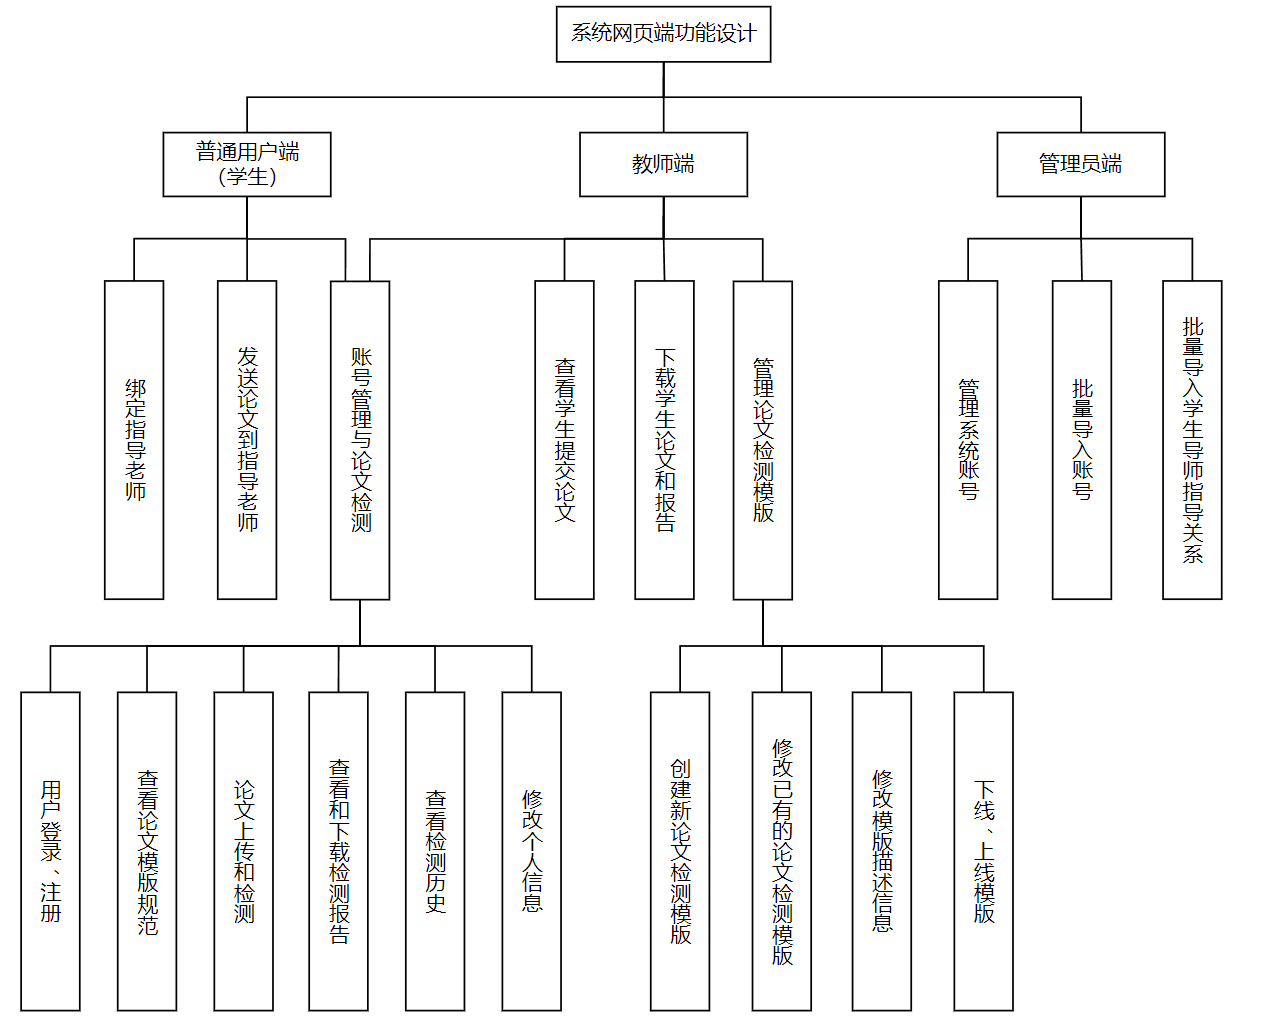 系统网页端功能设计
普通用户端
（学生）
教师端
管理员端
绑定指导老师
发送论文到指导老师
账号管理与论文检测
查看学生提交论文
下载学生论文和报告
管理论文检测模版
管理系统账号
批量导入账号
批量导入学生导师指导关系
用户登录、注册
查看论文模版规范
论文上传和检测
查看和下载检测报告
查看检测历史
修改个人信息
创建新论文检测模版
修改已有的论文检测模版
修改模版描述信息
下线、上线模版